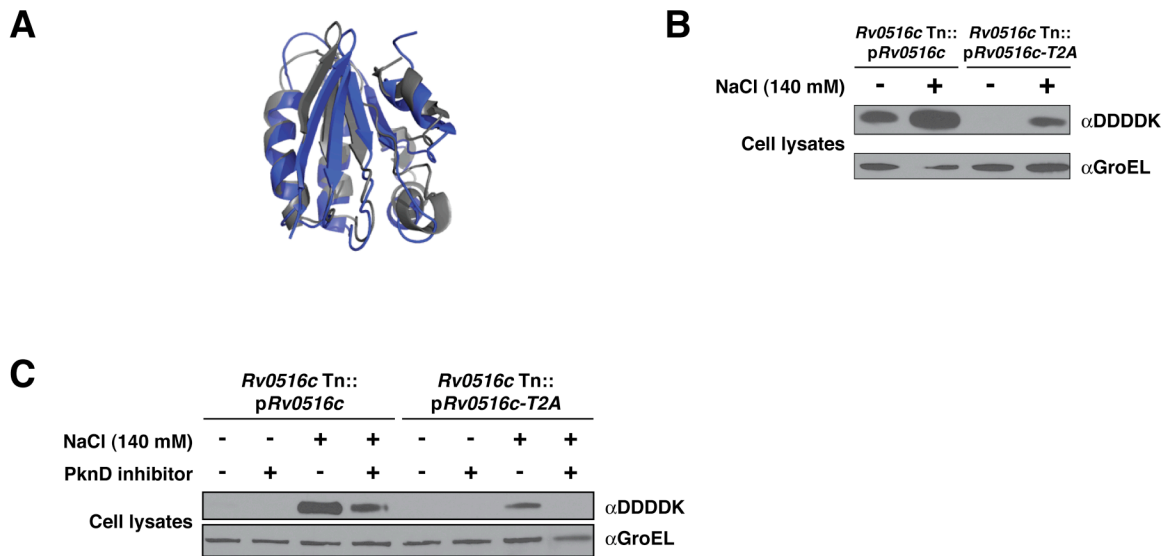 A
B
Rv0516c Tn:: Rv0516c Tn::
pRv0516c pRv0516c-T2A
NaCl (140 mM) - + - +
αDDDDK
Cell lysates
αGroEL
C
Rv0516c Tn:: Rv0516c Tn::
pRv0516c pRv0516c-T2A
NaCl (140 mM) - - + + - - + +
PknD inhibitor - + - + - + - +
αDDDDK
Cell lysates
αGroEL